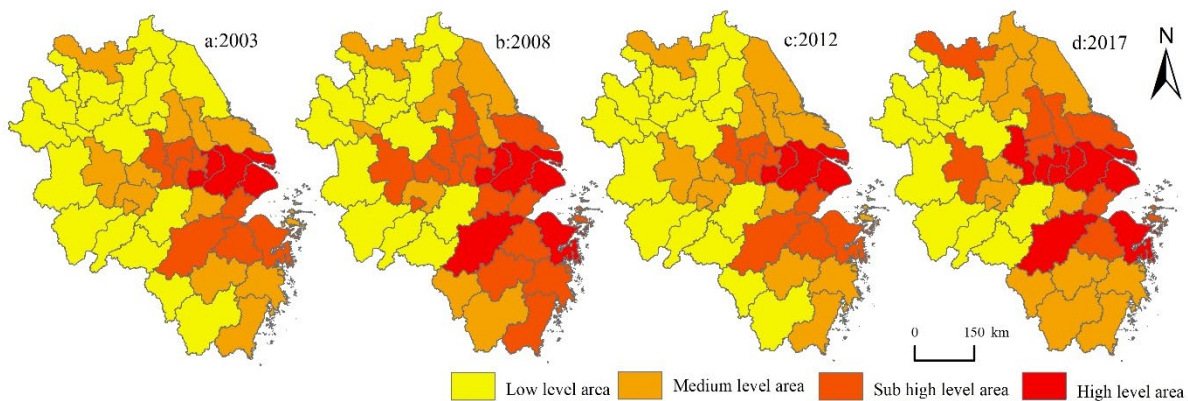 a:2003
b:2008
c:2012
d:2017
N
0 150 km
Low level area Medium level area Sub high level area High level area